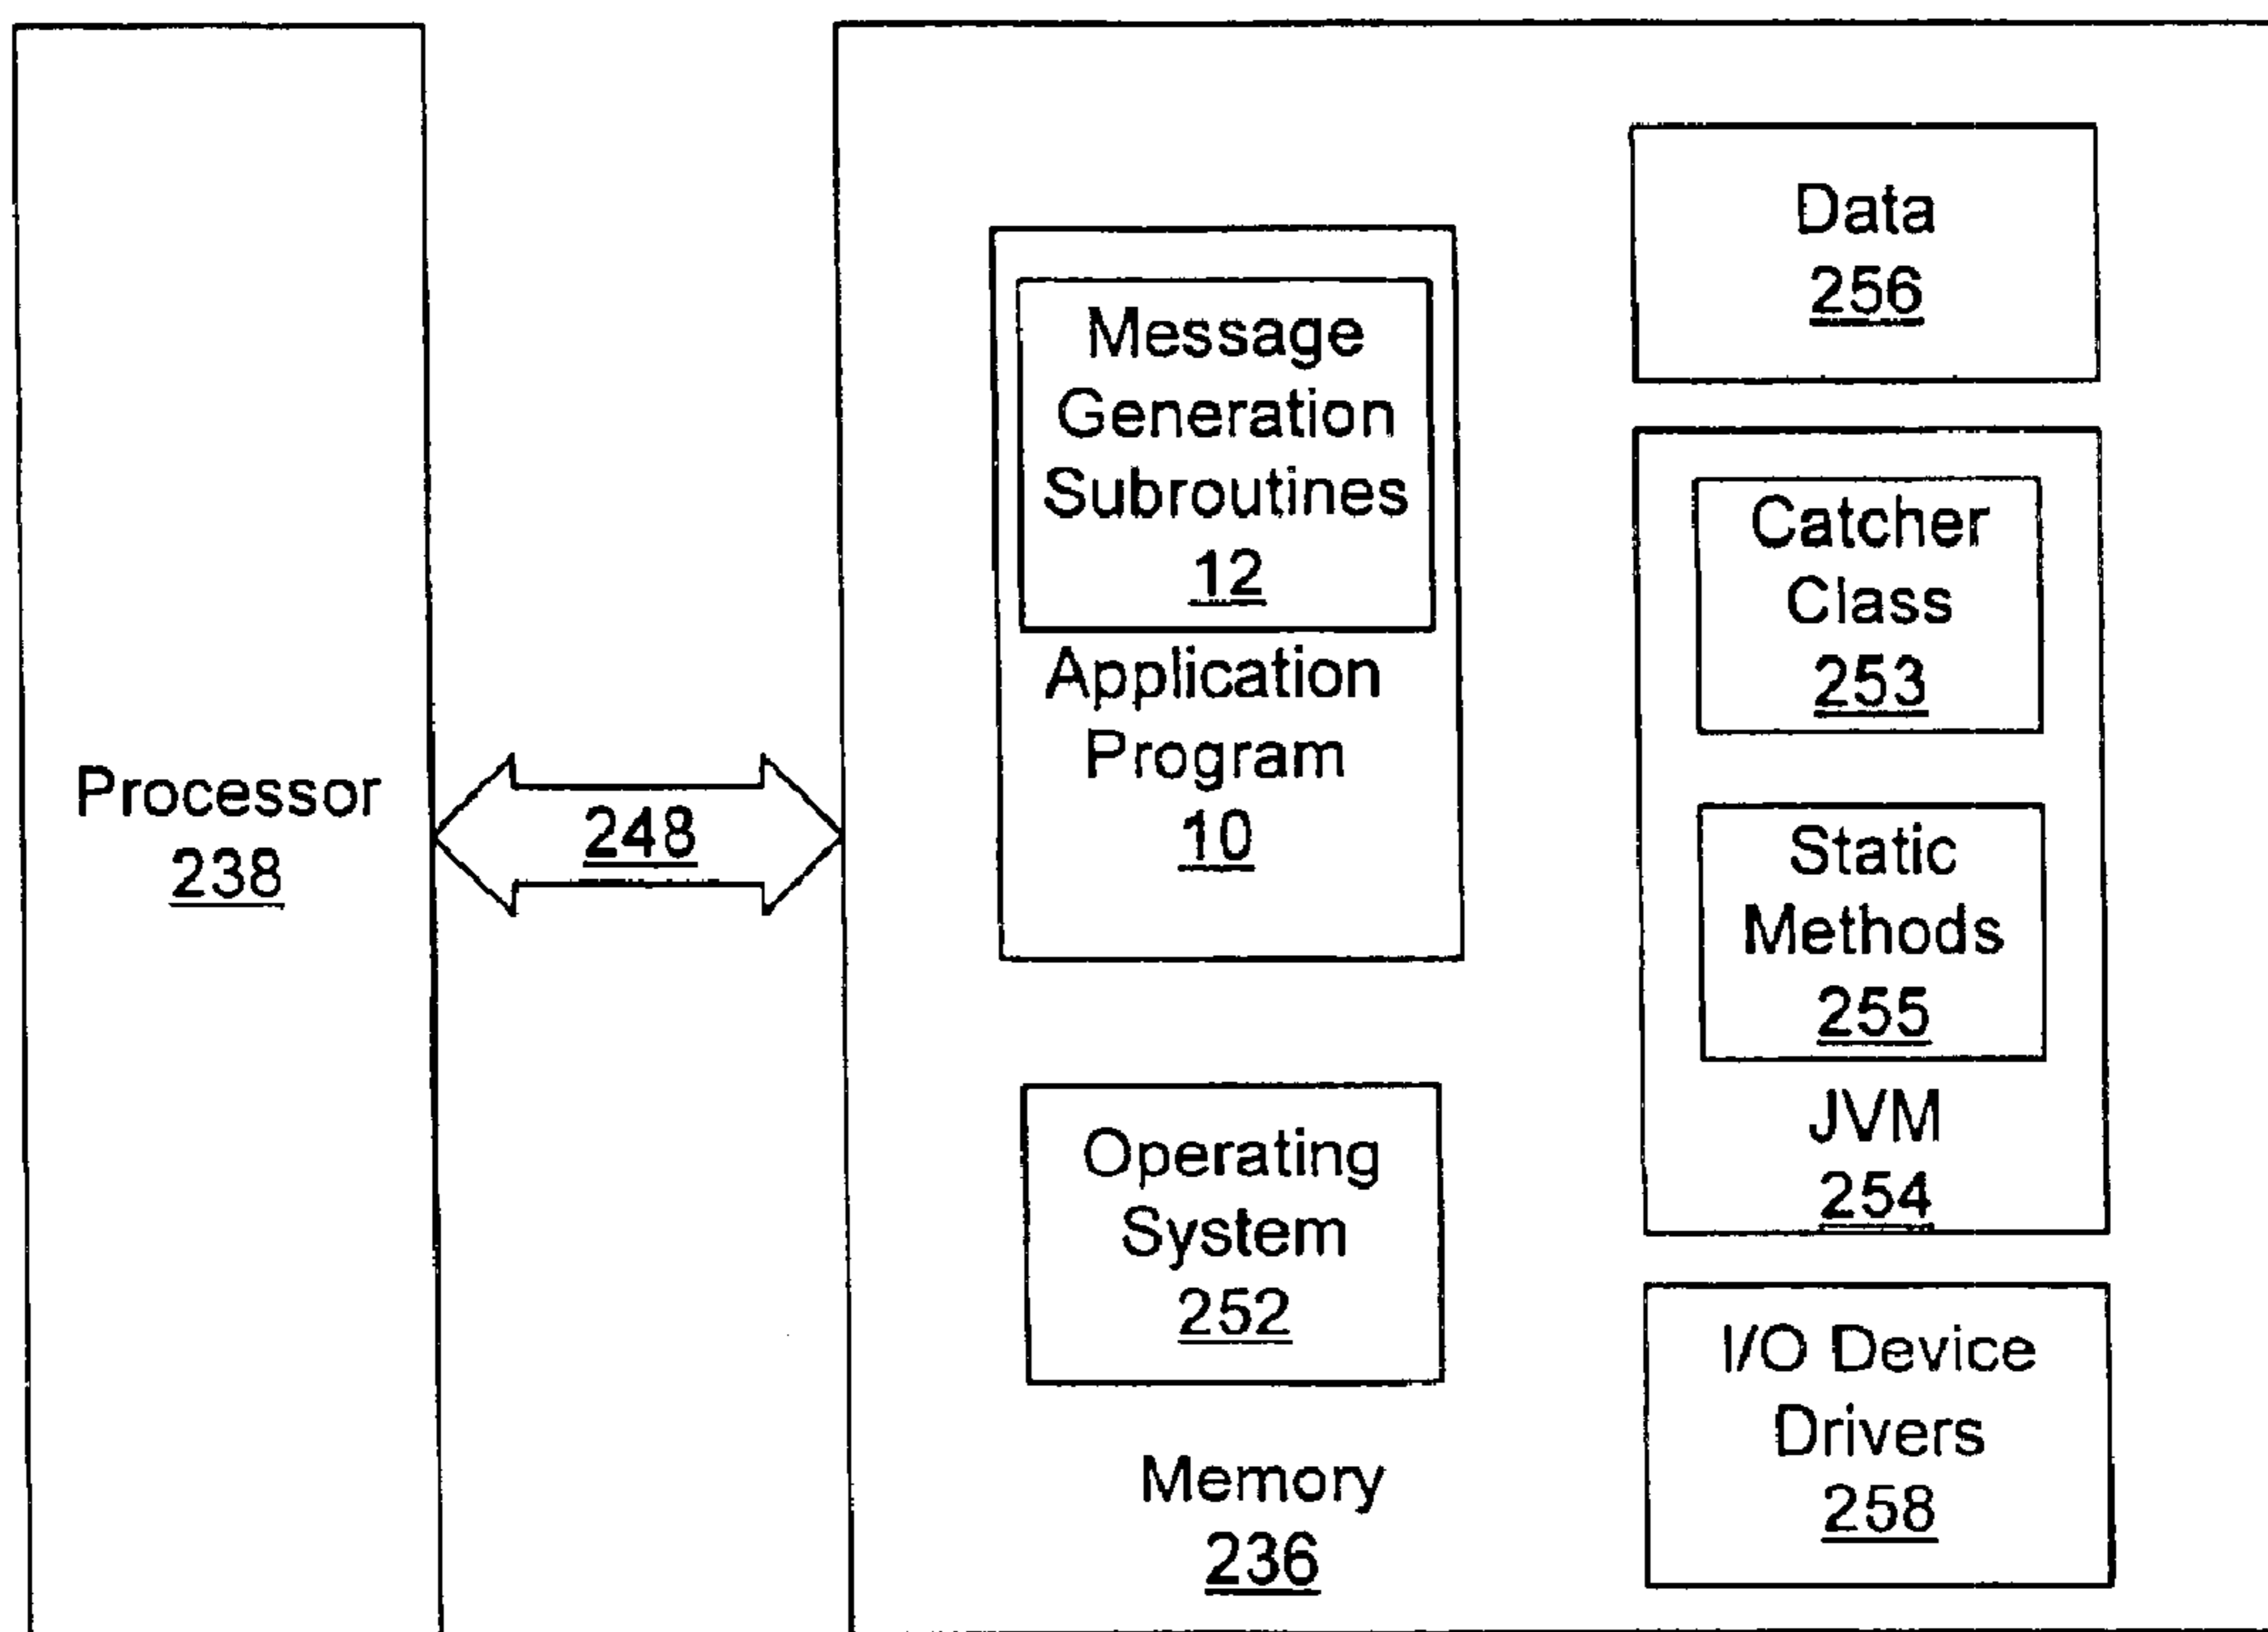 Processor
238
248
Message
Generation
Subroutines
12
Application
Program
10
Operating
System
252
Memory
236
Data
256
Catcher
Class
253
Static
Methods
255
JVM
254
I/O Device
Drivers
258